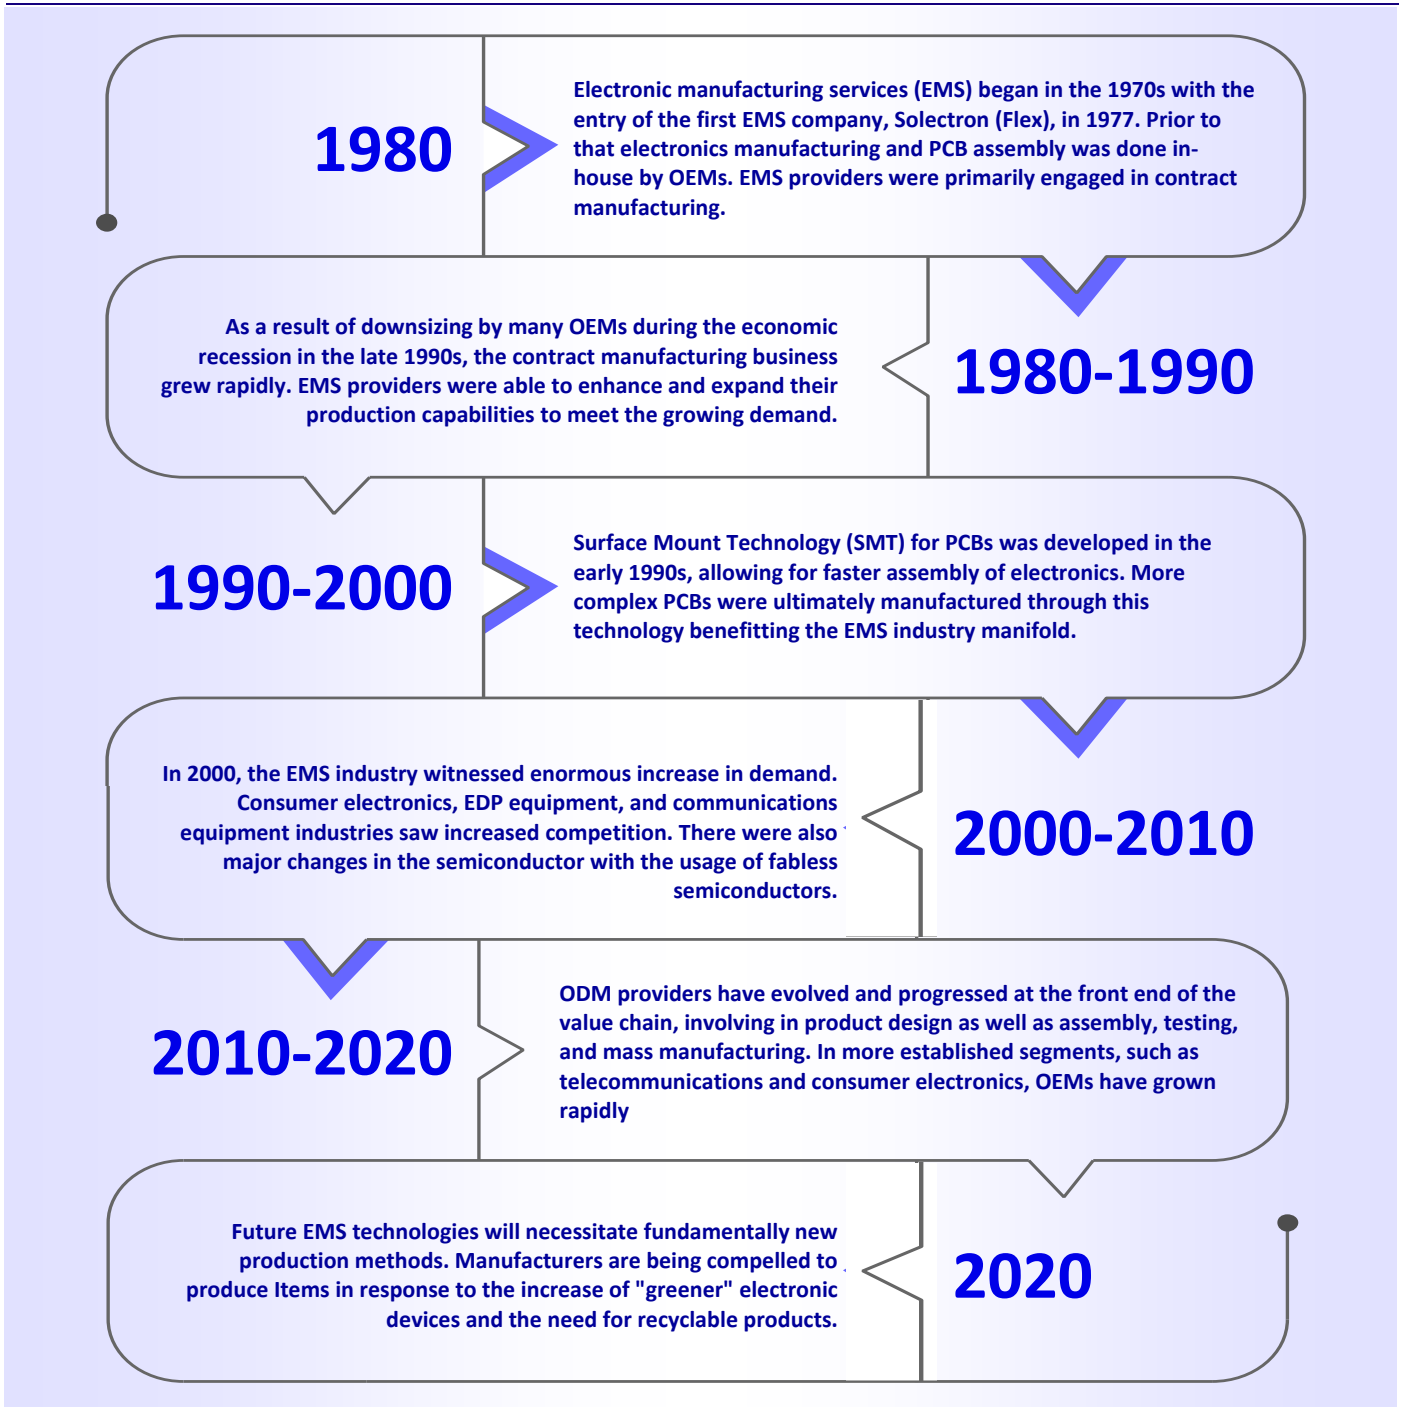 1980
Electronic manufacturing services (EMS) began in the 1970s with the
entry of the first EMS company, Solectron (Flex), in 1977. Prior to
that electronics manufacturing and PCB assembly was done in-
house by OEMs. EMS providers were primarily engaged in contract
manufacturing.
As a result of downsizing by many OEMs during the economic
recession in the late 1990s, the contract manufacturing business
grew rapidly. EMS providers were able to enhance and expand their
production capabilities to meet the growing demand.
1980-1990
1990-2000
Surface Mount Technology (SMT) for PCBs was developed in the
early 1990s, allowing for faster assembly of electronics. More
complex PCBs were ultimately manufactured through this
technology benefitting the EMS industry manifold.
In 2000, the EMS industry witnessed enormous increase in demand.
Consumer electronics, EDP equipment, and communications
equipment industries saw increased competition. There were also
major changes in the semiconductor with the usage of fabless
semiconductors.
2000-2010
2010-2020
ODM providers have evolved and progressed at the front end of the
value chain, involving in product design as well as assembly, testing,
and mass manufacturing. In more established segments, such as
telecommunications and consumer electronics, OEMs have grown
rapidly
Future EMS technologies will necessitate fundamentally new
production methods. Manufacturers are being compelled to
produce Items in response to the increase of "greener" electronic
devices and the need for recyclable products.
2020